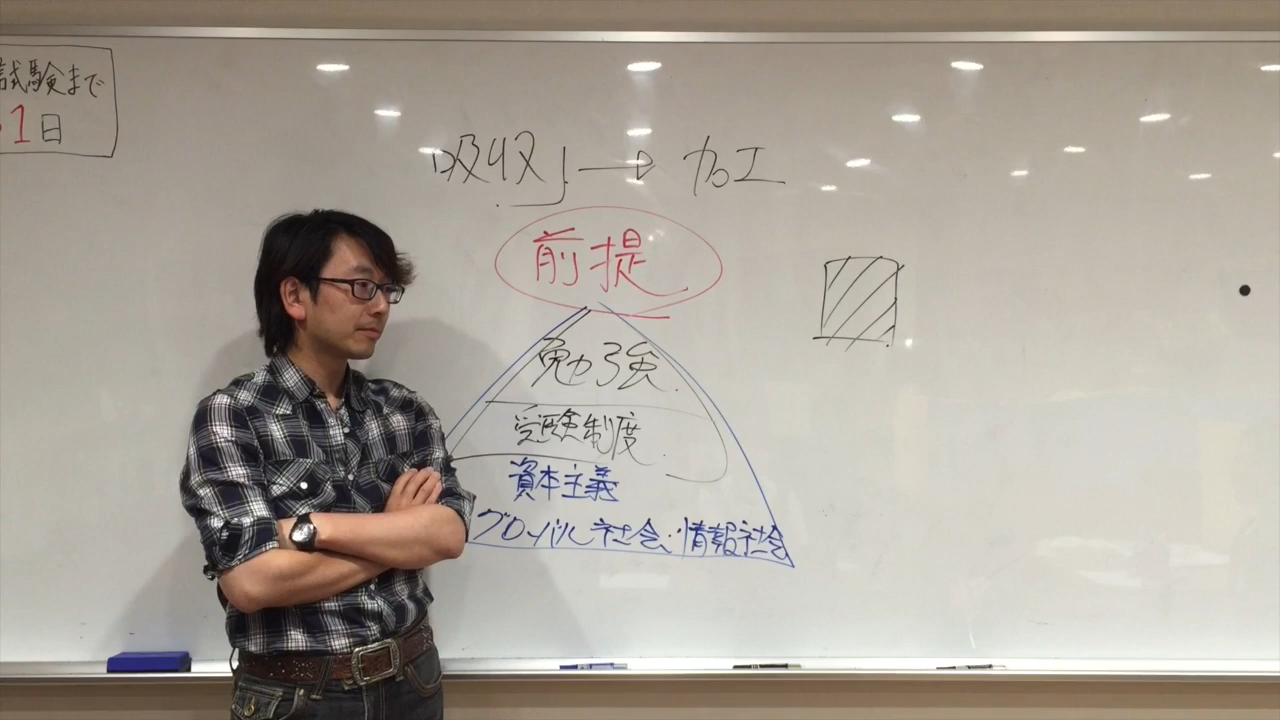 試験まで
1日
吸収 → 加工
前提
勉強
受験制度
資本主義
グローバル社会・情報社会